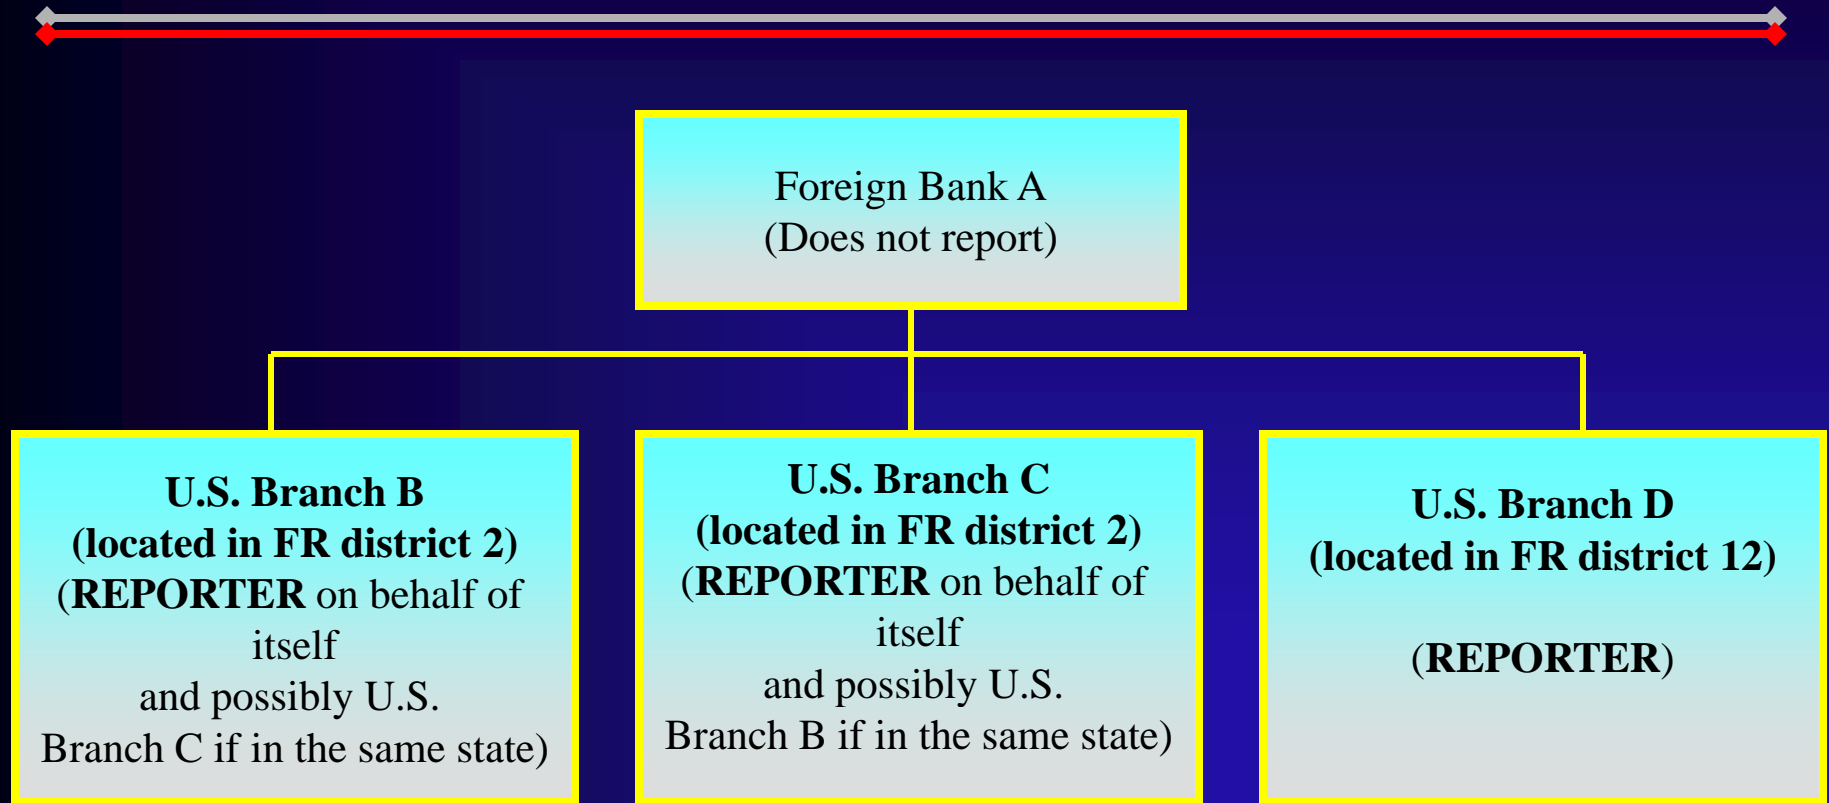 Foreign Bank A
(Does not report)
U.S. Branch B
(located in FR district 2)
(REPORTER on behalf of
itself
and possibly U.S.
Branch C if in the same state)
U.S. Branch C
(located in FR district 2)
(REPORTER on behalf of
itself
and possibly U.S.
Branch B if in the same state)
U.S. Branch D
(located in FR district 12)
(REPORTER)